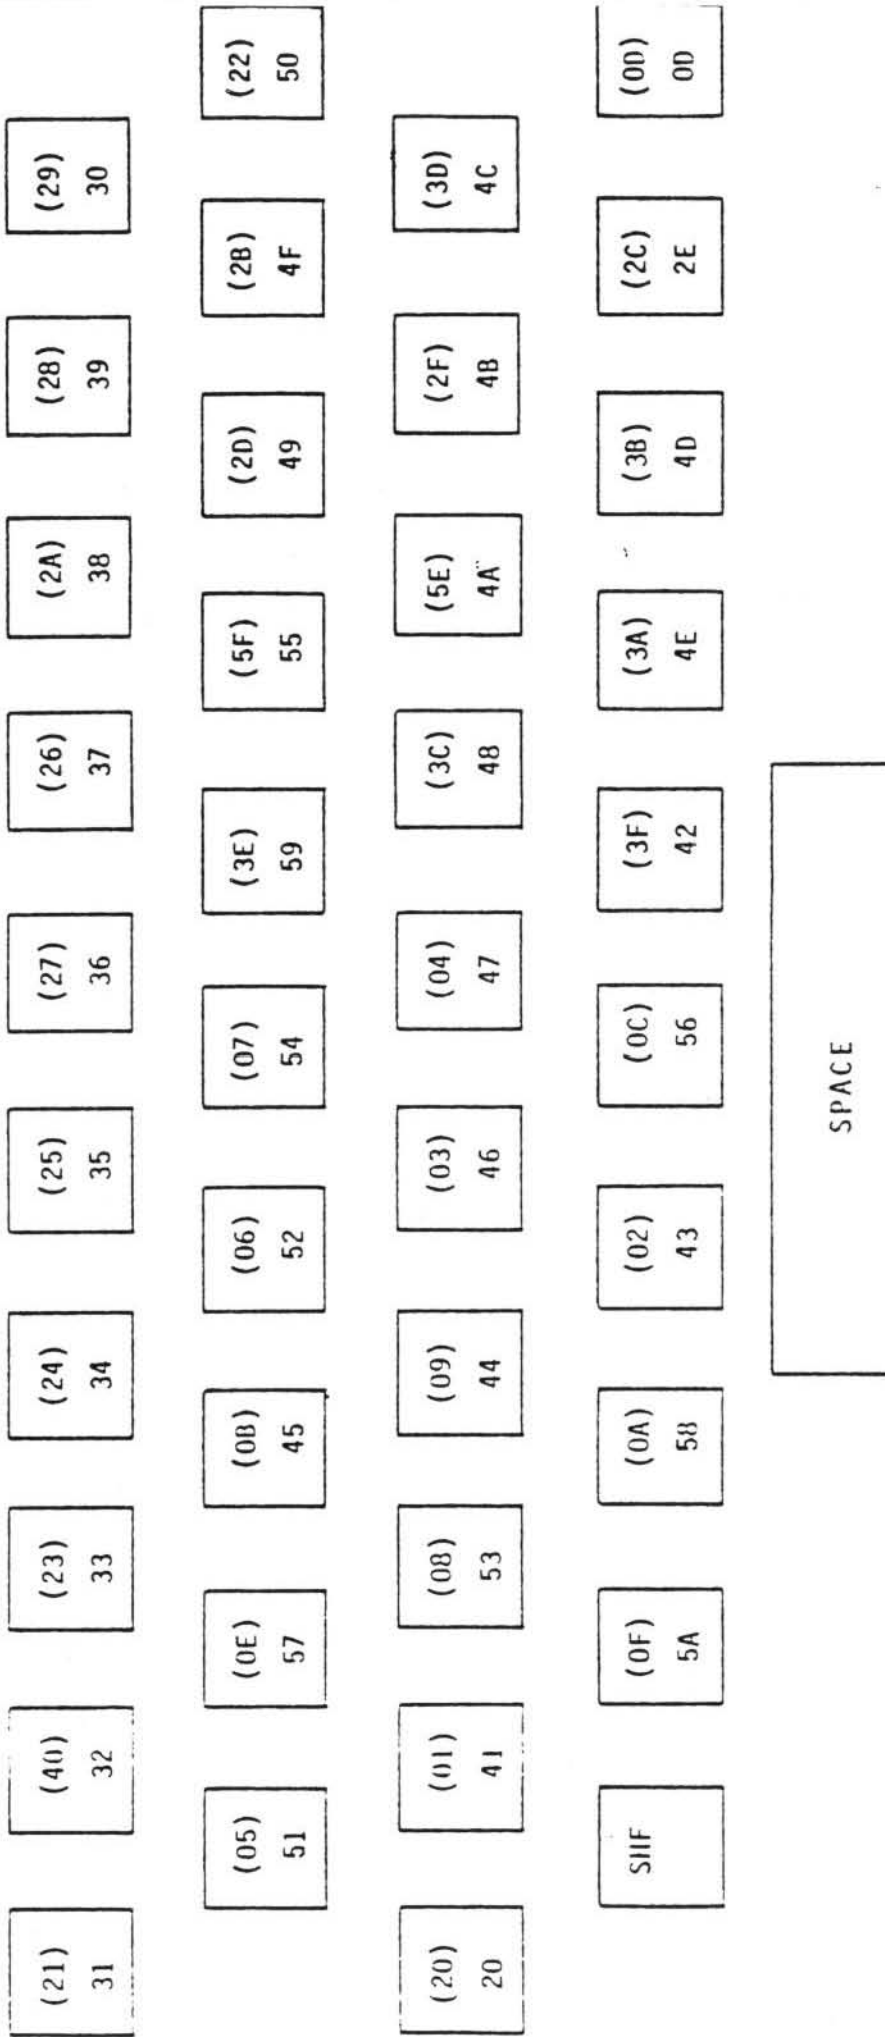 (21) (40) (23) (24) (25) (27) (26) (2A) (28) (29)
31 32 33 34 35 36 37 38 39 30
(05) (0E) (0B) (06) (07) (3E) (5F) (2D) (2B) (22)
51 57 45 52 54 59 55 49 4F 50
(20) (01) (08) (09) (03) (04) (3C) (5E) (2F) (3D)
20 41 53 44 46 47 48 4A 4B 4C
(0F) (0A) (02) (0C) (3F) (3A) (3B) (2C) (0D)
SHF 5A 58 43 56 42 4E 4D 2E 0D
SPACE